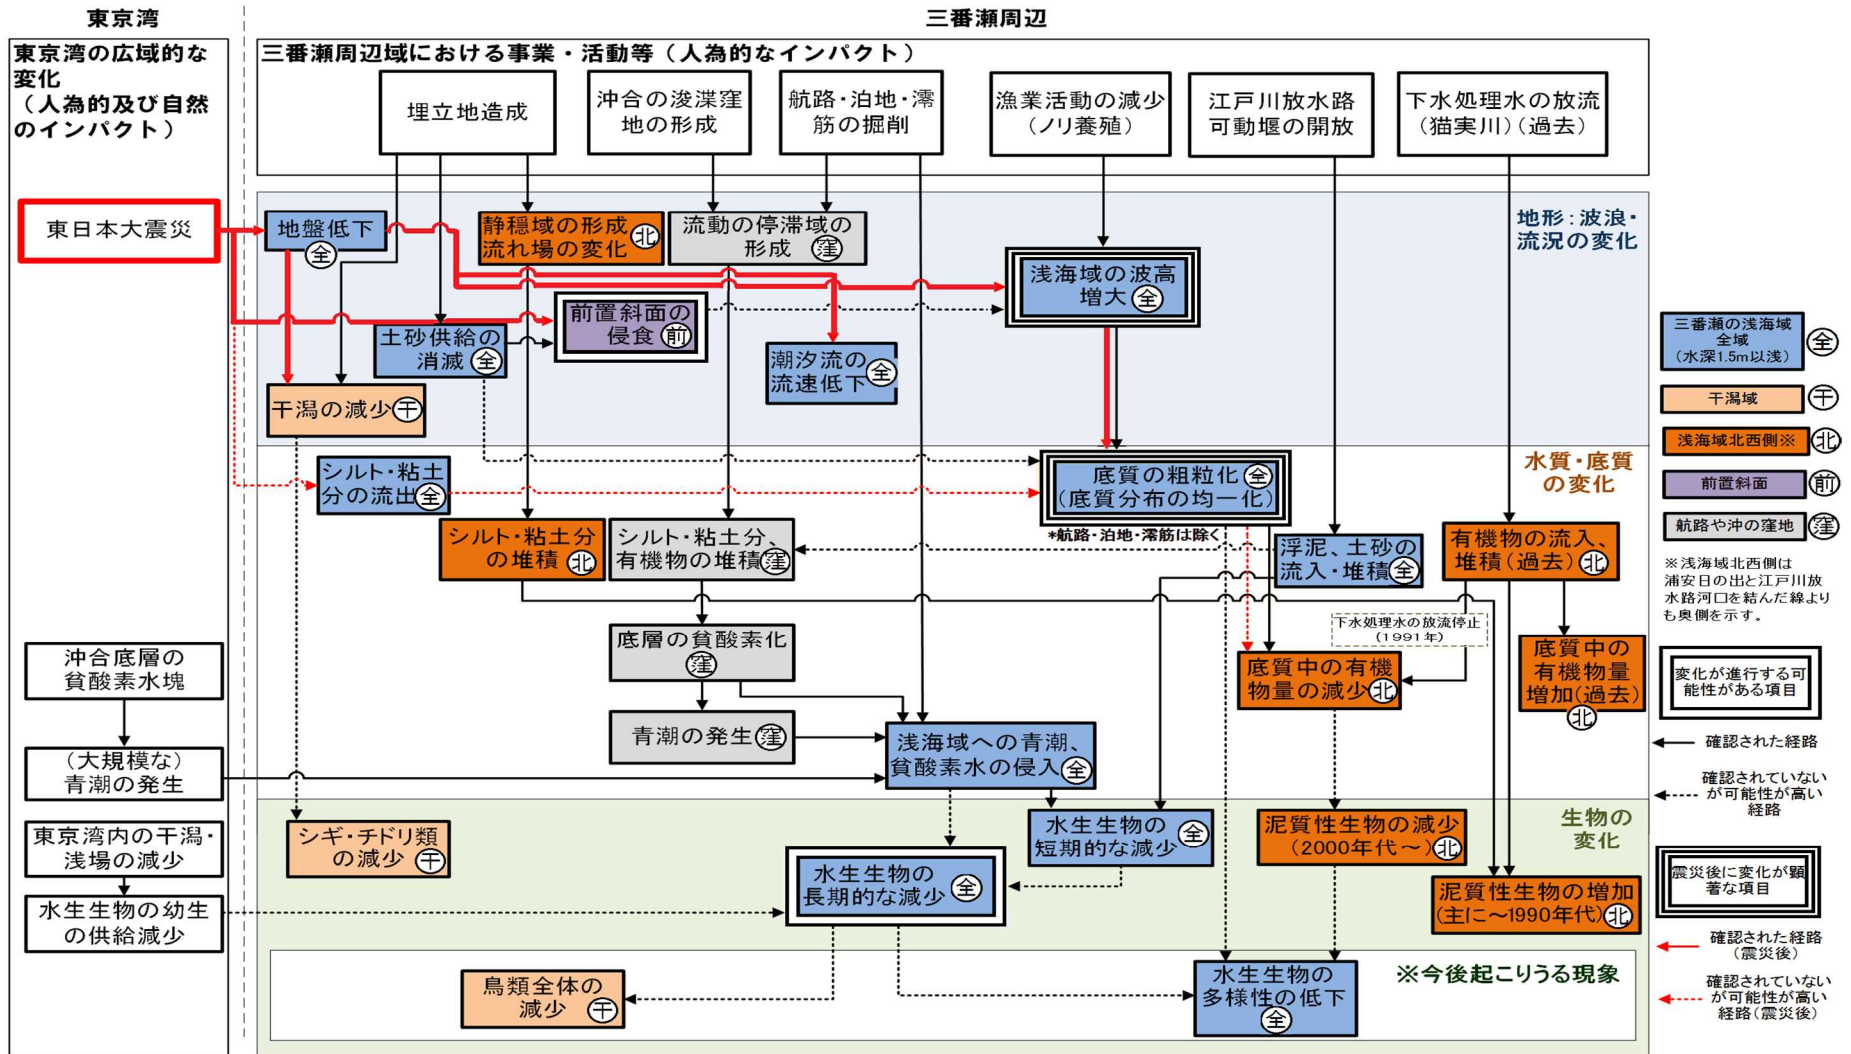 東京湾
三番瀬周辺
東京湾の広域的な
変化
（人為的及び自然
のインパクト）
三番瀬周辺域における事業・活動等（人為的なインパクト）
埋立地造成
沖合の浚渫窪
地の形成
航路・泊地・澪
筋の掘削
漁業活動の減少
（ノリ養殖）
江戸川放水路
可動堰の開放
下水処理水の放流
（猫実川）（過去）
東日本大震災
地盤低下
全
静穏域の形成
流れ場の変化
北
流動の停滞域の
形成
窪
地形：波浪・
流況の変化
浅海域の波高
増大
全
前置斜面の
侵食
前
土砂供給の
消滅
全
潮汐流の
流速低下
全
干潟の減少
干
水質・底質
の変化
シルト・粘土
分の流出
全
底質の粗粒化
（底質分布の均一化）
全
*航路・泊地・澪筋は除く
シルト・粘土分
の堆積
北
シルト・粘土分、
有機物の堆積
窪
浮泥、土砂の
流入・堆積
全
有機物の流入、
堆積（過去）
北
下水処理水の放流停止
（1991年）
底層の貧酸素化
窪
底質中の有機
物量の減少
北
底質中の
有機物量
増加（過去）
北
沖合底層の
貧酸素水塊
青潮の発生
窪
浅海域への青潮、
貧酸素水の侵入
全
（大規模な）
青潮の発生
生物の
変化
東京湾内の干潟・
浅場の減少
シギ・チドリ類
の減少
干
水生生物の
短期的な減少
全
泥質性生物の減少
（2000年代～）
北
水生生物の
長期的な減少
全
泥質性生物の増加
（主に～1990年代）
北
水生生物の幼生
の供給減少
※今後起こりうる現象
鳥類全体の
減少
干
水生生物の
多様性の低下
全
三番瀬の浅海域
全域
（水深1.5m以浅）
全
干潟域
干
浅海域北西側※
北
前置斜面
前
航路や沖の窪地
窪
※浅海域北西側は
浦安日の出と江戸川放
水路河口を結んだ線より
も奥側を示す。
変化が進行する可
能性がある項目
確認された経路
確認されていない
が可能性が高い
経路
震災後に変化が顕
著な項目
確認された経路
（震災後）
確認されていない
が可能性が高い
経路（震災後）